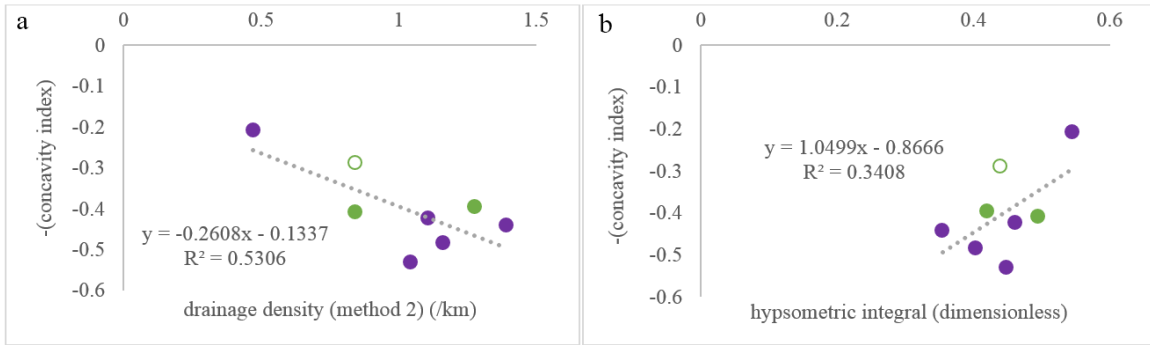 a
0 0.5 1 1.5
0
-0.1
-0.2
-0.3
-0.4
-0.5
-0.6
-(concavity index)
y = -0.2608x - 0.1337
R² = 0.5306
drainage density (method 2) (/km)
b
0 0.2 0.4 0.6
0
-0.1
-0.2
-0.3
-0.4
-0.5
-0.6
-(concavity index)
y = 1.0499x - 0.8666
R² = 0.3408
hypsometric integral (dimensionless)